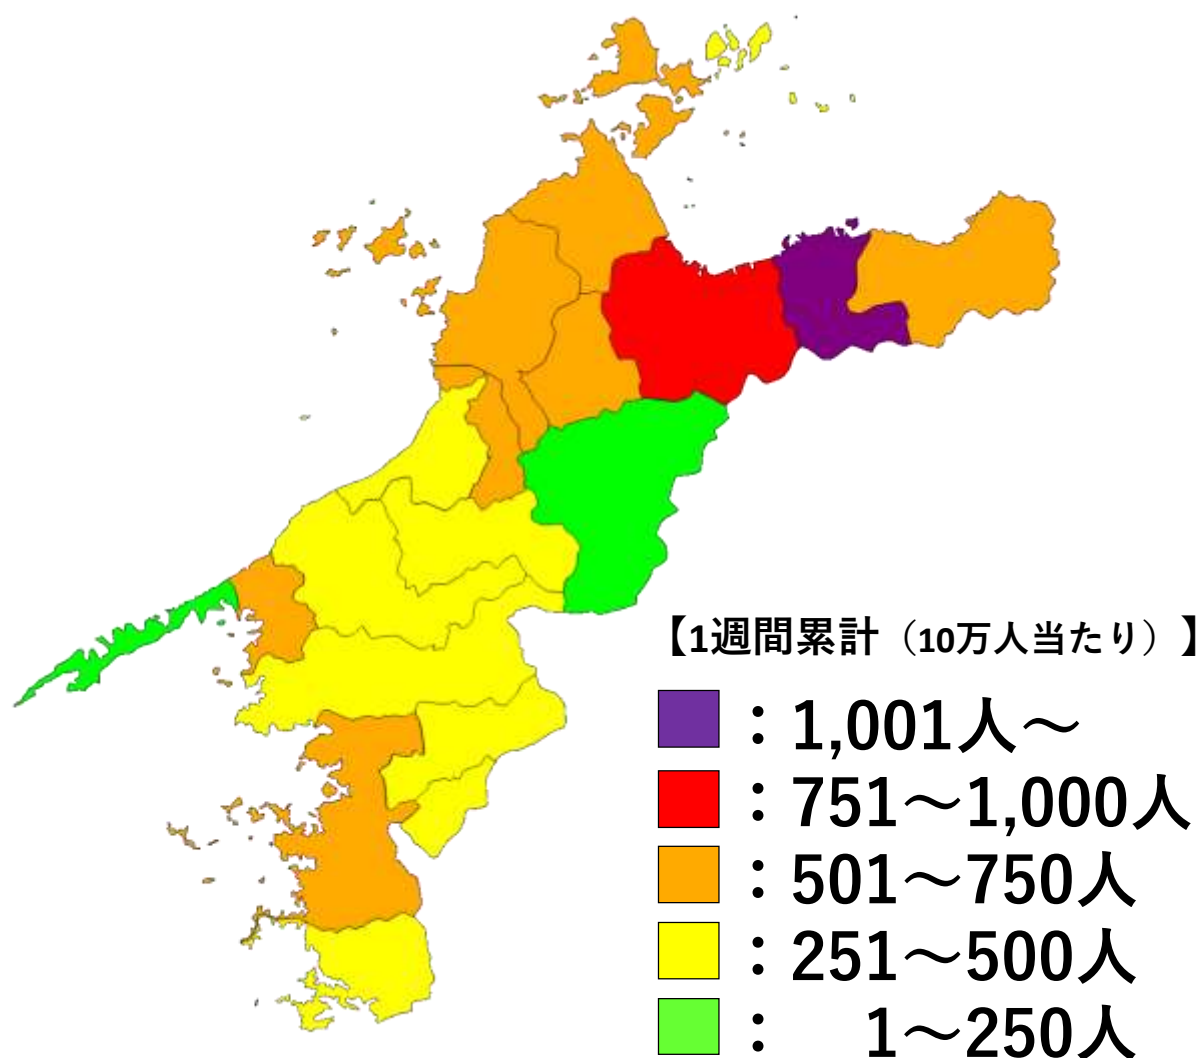 【1週間累計（10万人当たり）】
：1,001人～
：751～1,000人
：501～750人
：251～500人
：　1～250人